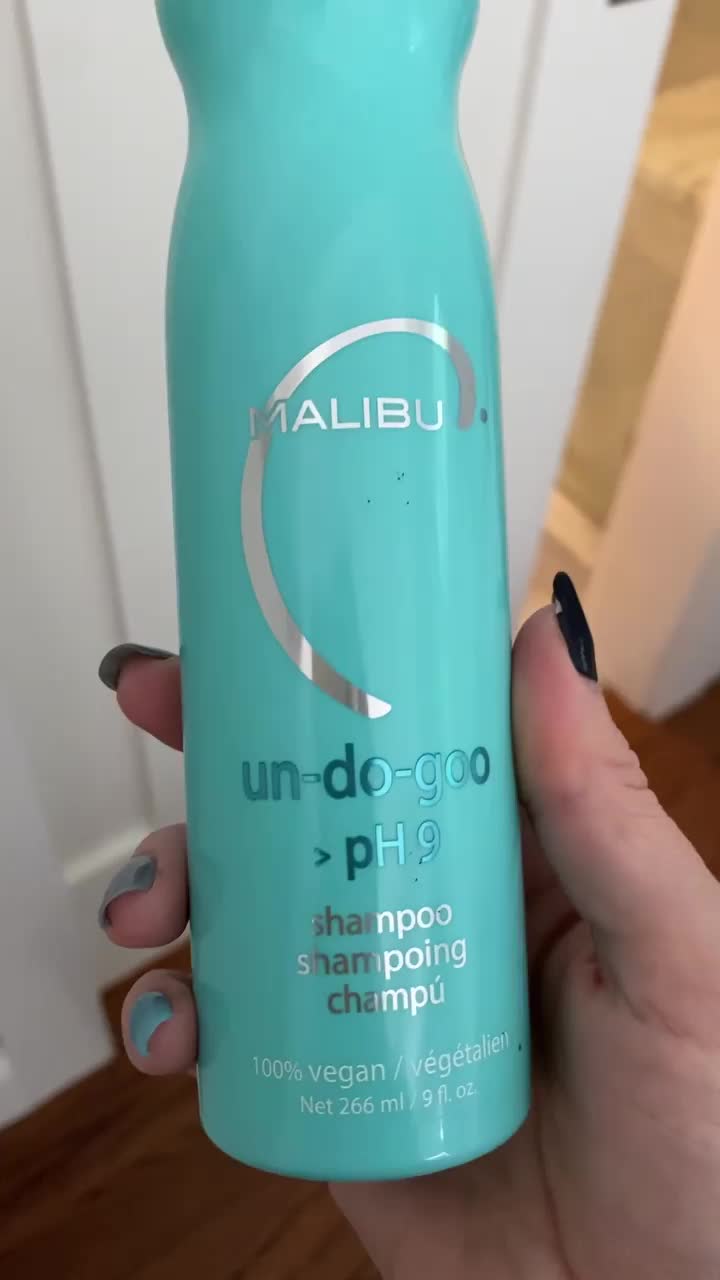 MALIBU
un-do-goo
> pH 9
shampoo
shampoing
champú
100% vegan / végétalien
Net 266 ml / 9 fl. oz.